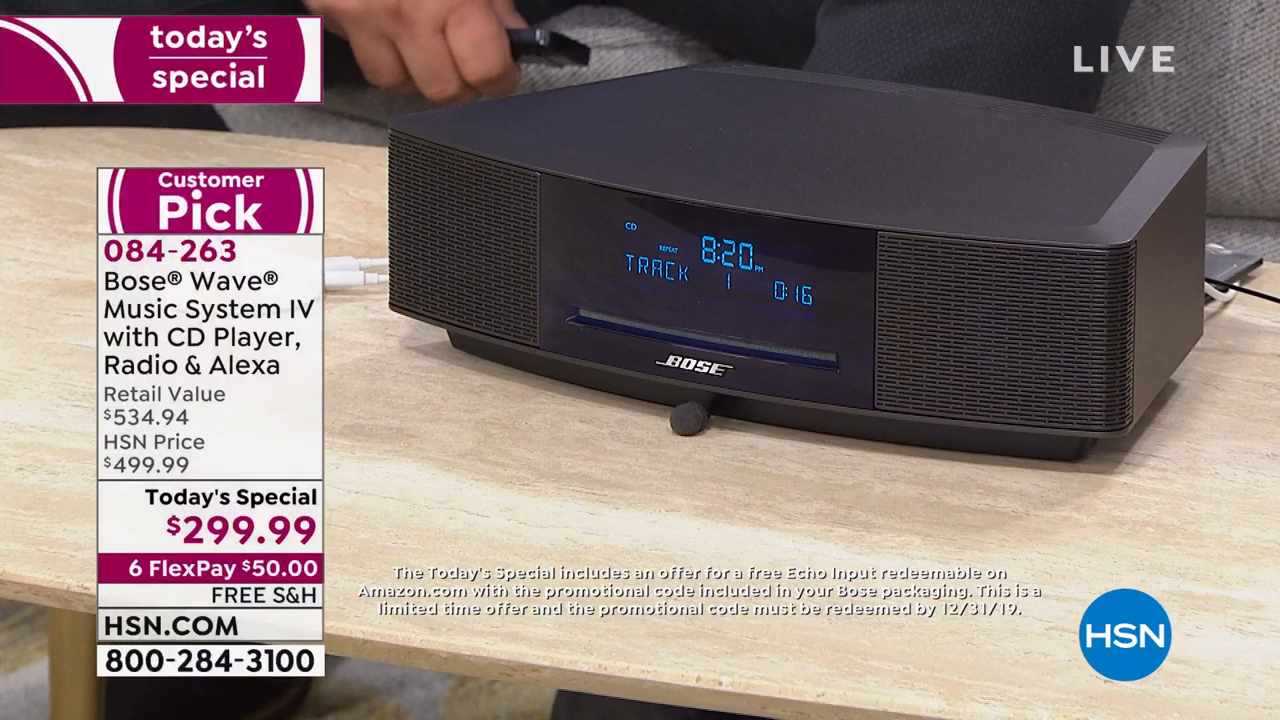 today's
special
LIVE
Customer
Pick
084-263
Bose® Wave®
Music System IV
with CD Player,
Radio & Alexa
Retail Value
$534.94
HSN Price
$499.99
Today's Special
$299.99
6 FlexPay $50.00
FREE S&H
HSN.COM
800-284-3100
CD
REPEAT 8:20 PM
TRACK 1 0:16
BOSE
The Today's Special includes an offer for a free Echo Input redeemable on
Amazon.com with the promotional code included in your Bose packaging. This is a
limited time offer and the promotional code must be redeemed by 12/31/19.
HSN